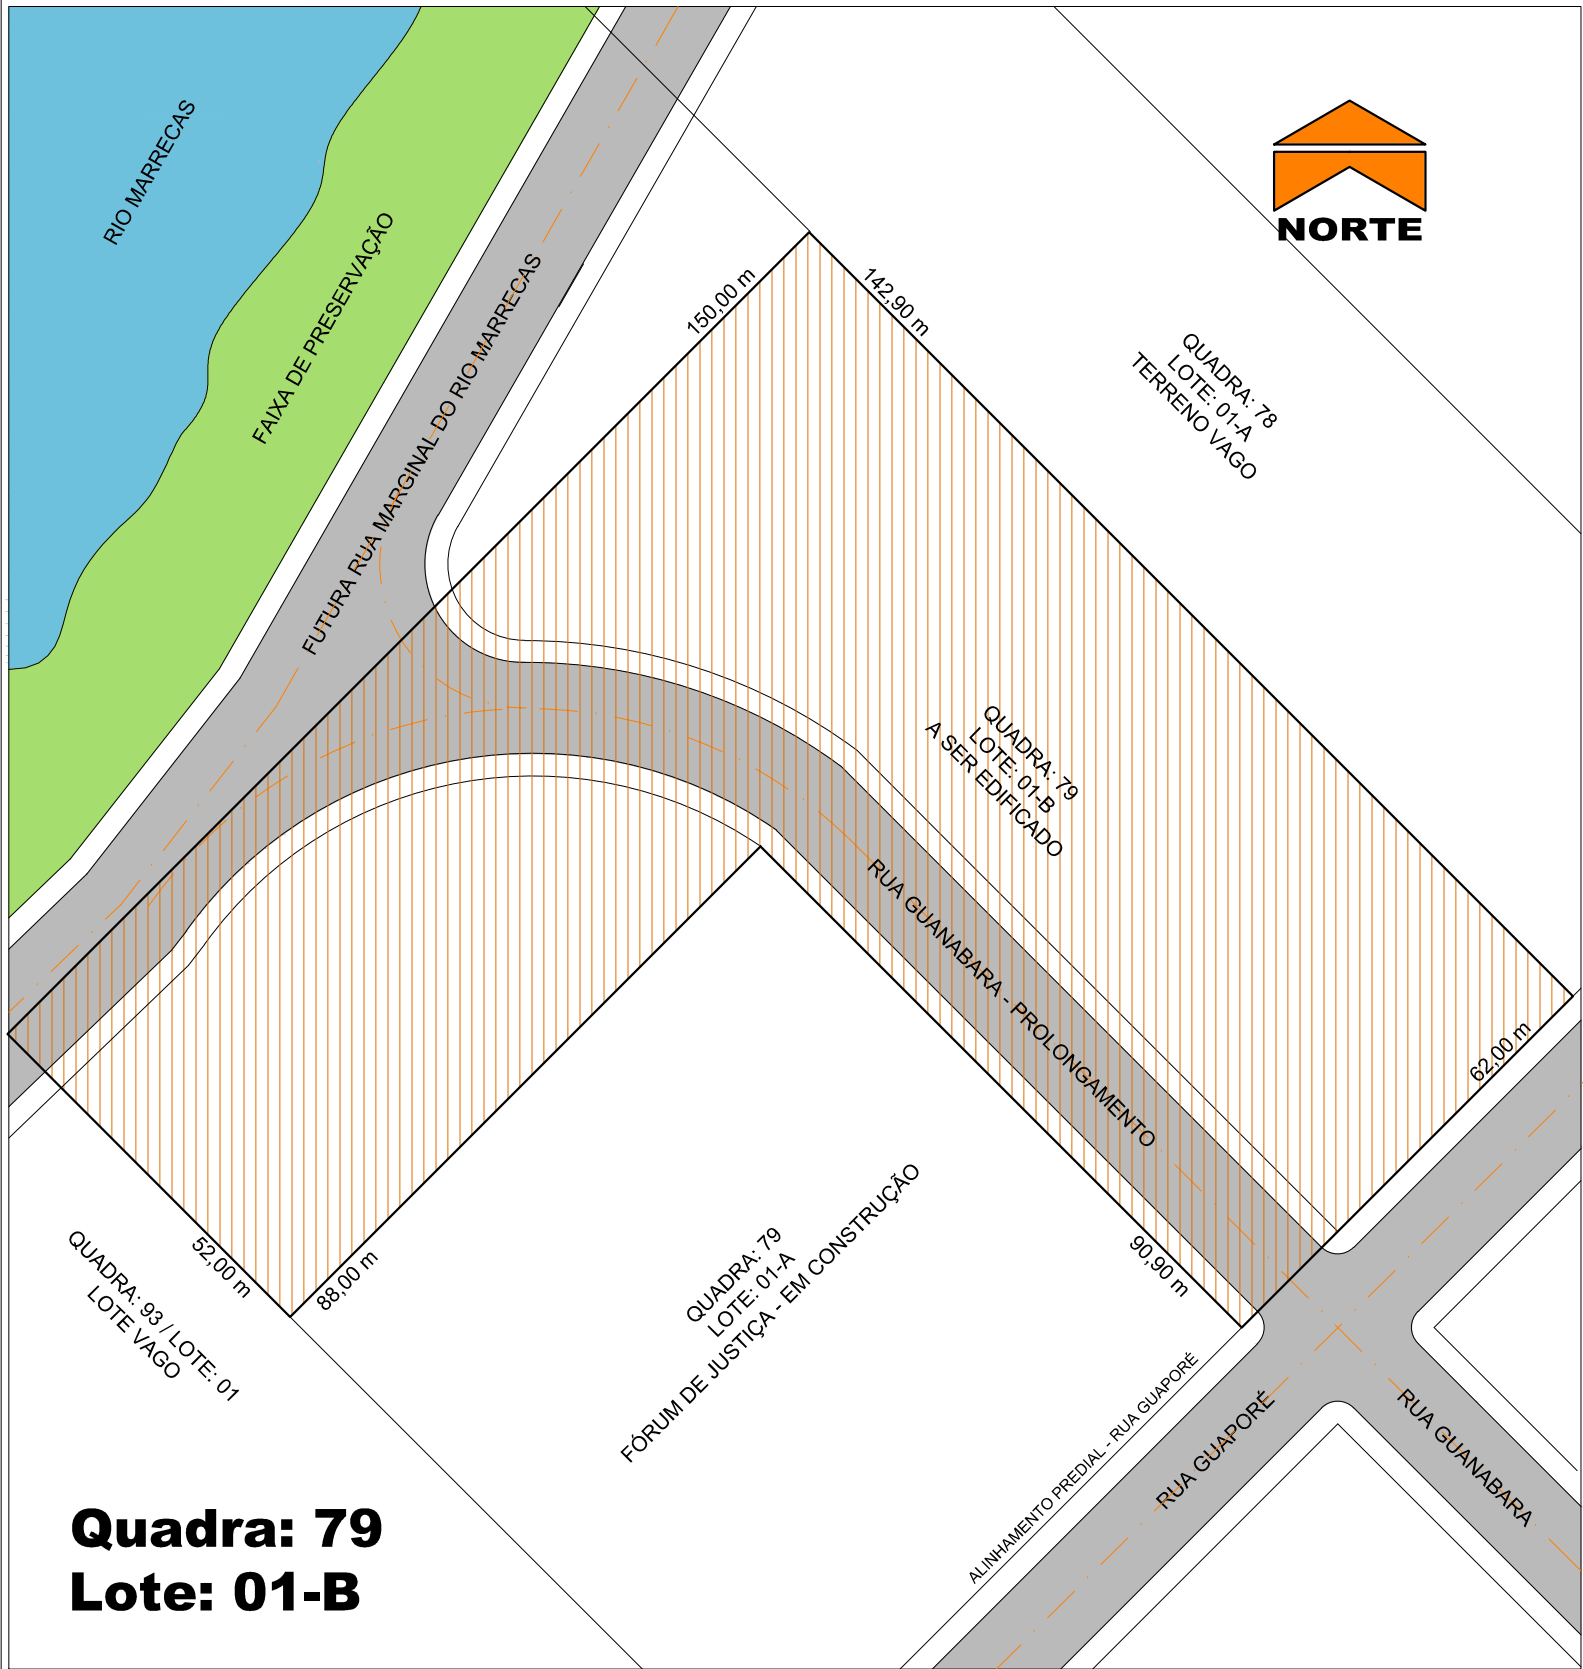 RIO MARRECAS
FAIXA DE PRESERVAÇÃO
FUTURA RUA MARGINAL DO RIO MARRECAS
NORTE
150,00 m
142,90 m
QUADRA: 78
LOTE: 01-A
TERRENO VAGO
QUADRA: 79
LOTE: 01-B
A SER EDIFICADO
RUA GUANABARA - PROLONGAMENTO
62,00 m
90,90 m
QUADRA: 93 / LOTE: 01
LOTE VAGO
52,00 m
88,00 m
QUADRA: 79
LOTE: 01-A
FÓRUM DE JUSTIÇA - EM CONSTRUÇÃO
ALINHAMENTO PREDIAL - RUA GUAPORÉ
RUA GUAPORÉ
RUA GUANABARA
Quadra: 79
Lote: 01-B